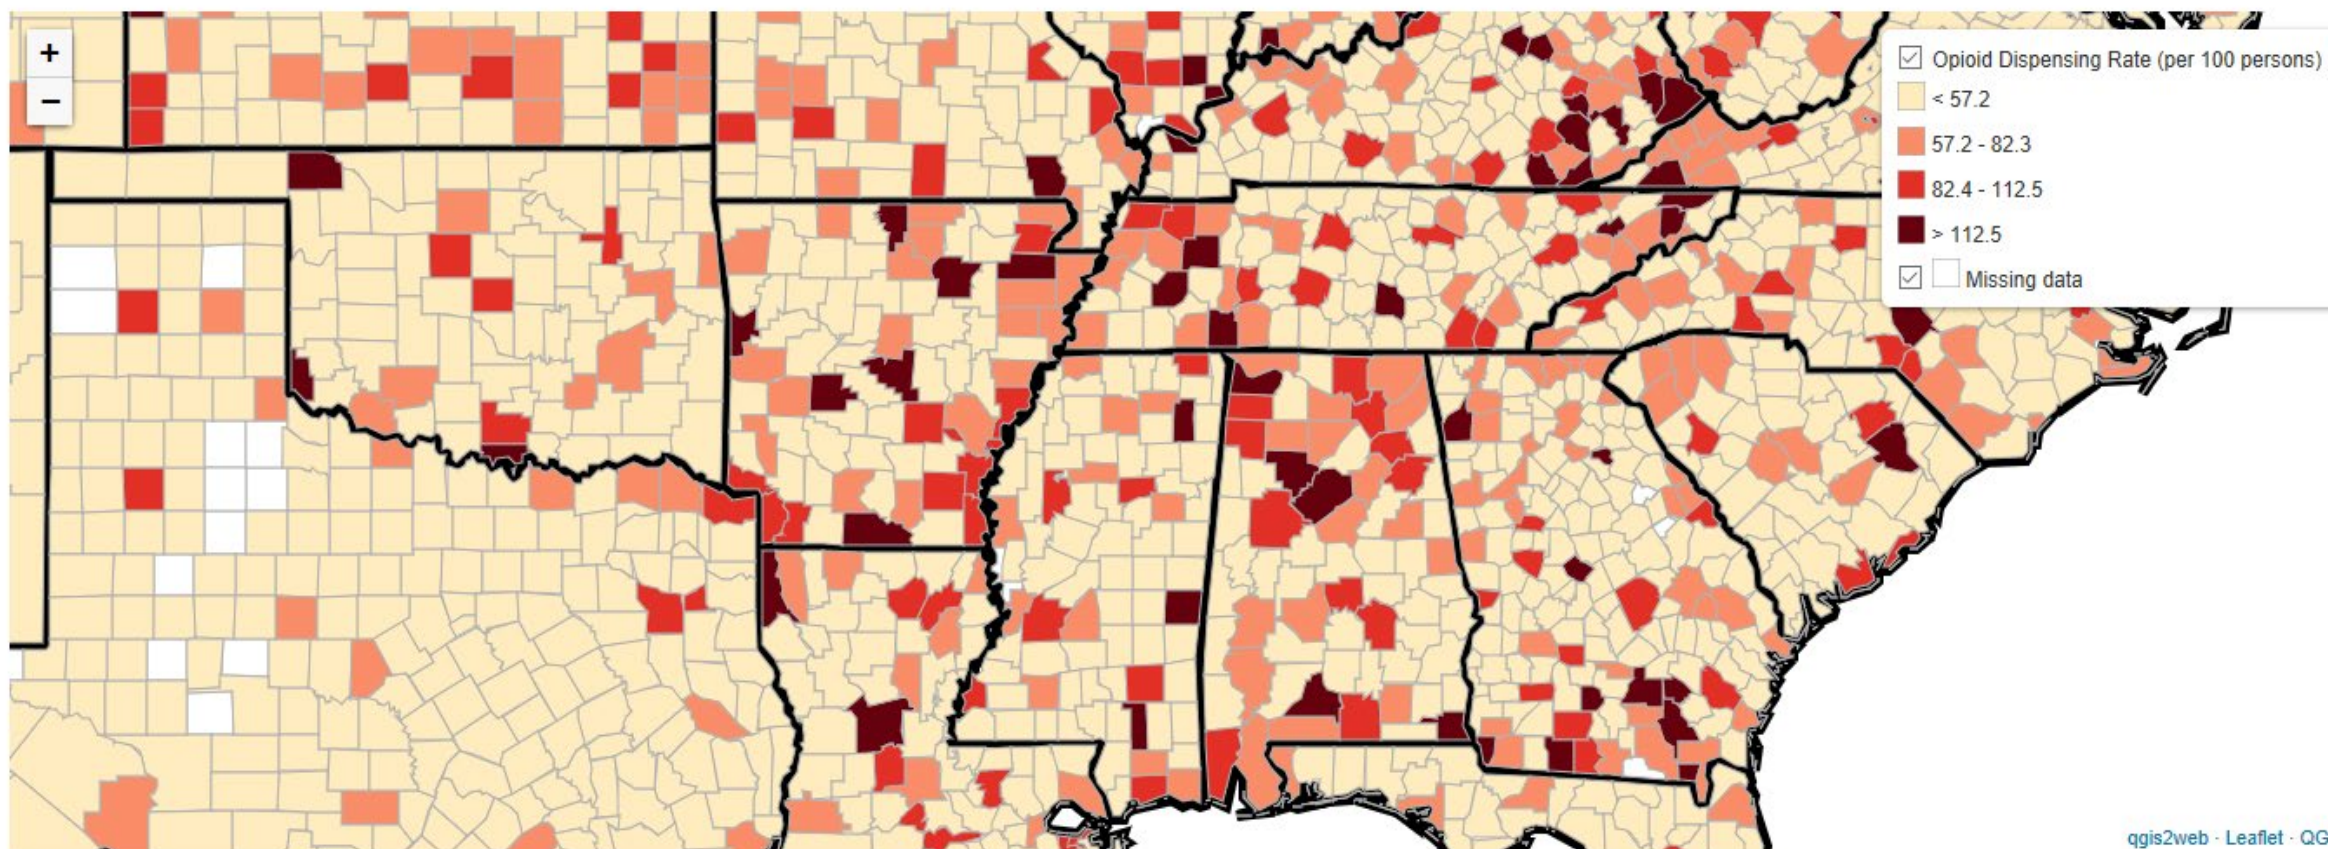 +
−
Opioid Dispensing Rate (per 100 persons)
< 57.2
57.2 - 82.3
82.4 - 112.5
> 112.5
Missing data
qgis2web · Leaflet · QG